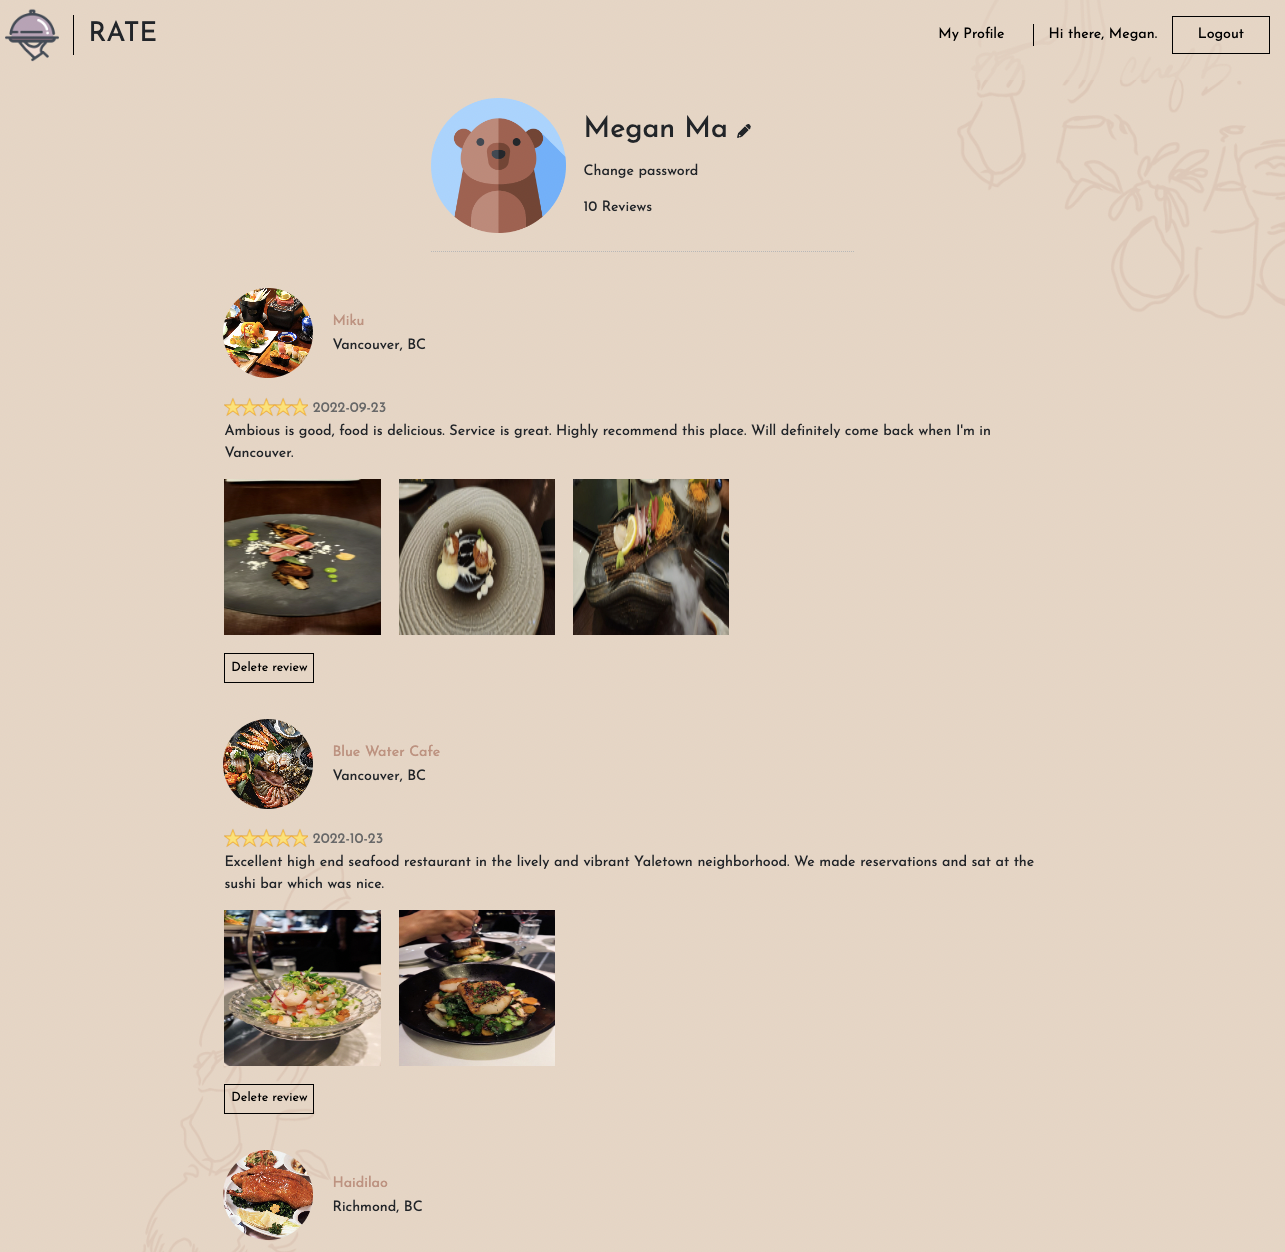 RATE
My Profile
Hi there, Megan.
Logout
chef B.
Megan Ma
Change password
10 Reviews
Miku
Vancouver, BC
2022-09-23
Ambious is good, food is delicious. Service is great. Highly recommend this place. Will definitely come back when I'm in
Vancouver.
Delete review
Blue Water Cafe
Vancouver, BC
2022-10-23
Excellent high end seafood restaurant in the lively and vibrant Yaletown neighborhood. We made reservations and sat at the
sushi bar which was nice.
Delete review
Haidilao
Richmond, BC